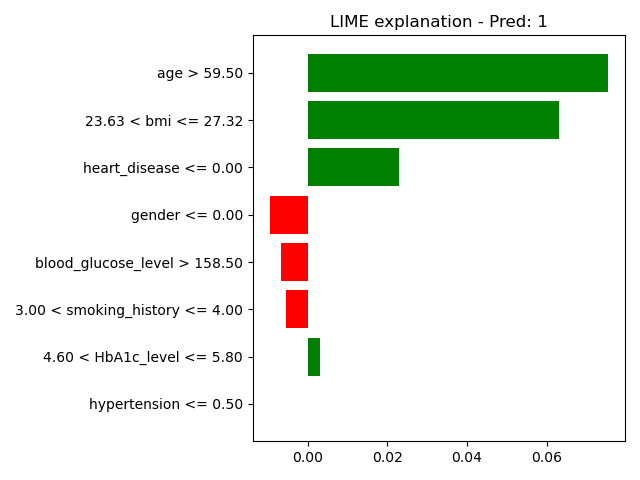 LIME explanation - Pred: 1
age > 59.50
23.63 < bmi <= 27.32
heart_disease <= 0.00
gender <= 0.00
blood_glucose_level > 158.50
3.00 < smoking_history <= 4.00
4.60 < HbA1c_level <= 5.80
hypertension <= 0.50
0.00 0.02 0.04 0.06